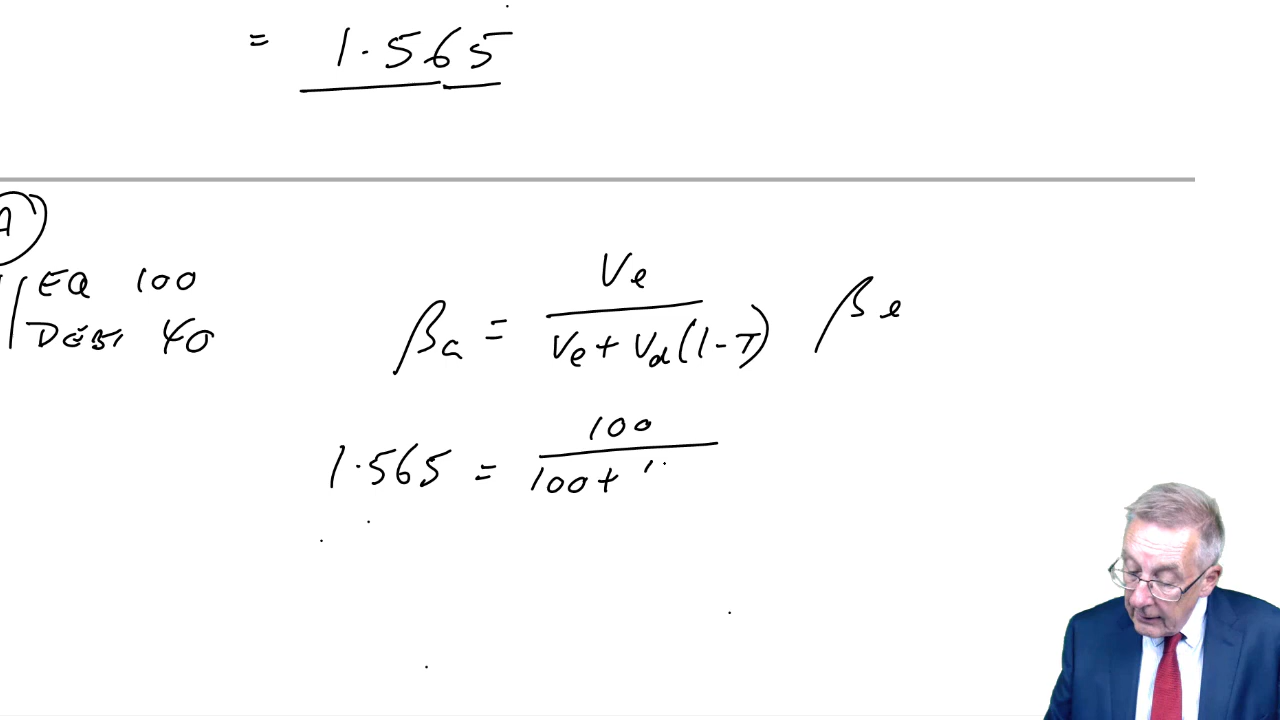 = 1.565
A)
EQ 100
DEBT 40
βa = Ve / Ve + Vd(1-T) βe
1.565 = 100 / 100 +